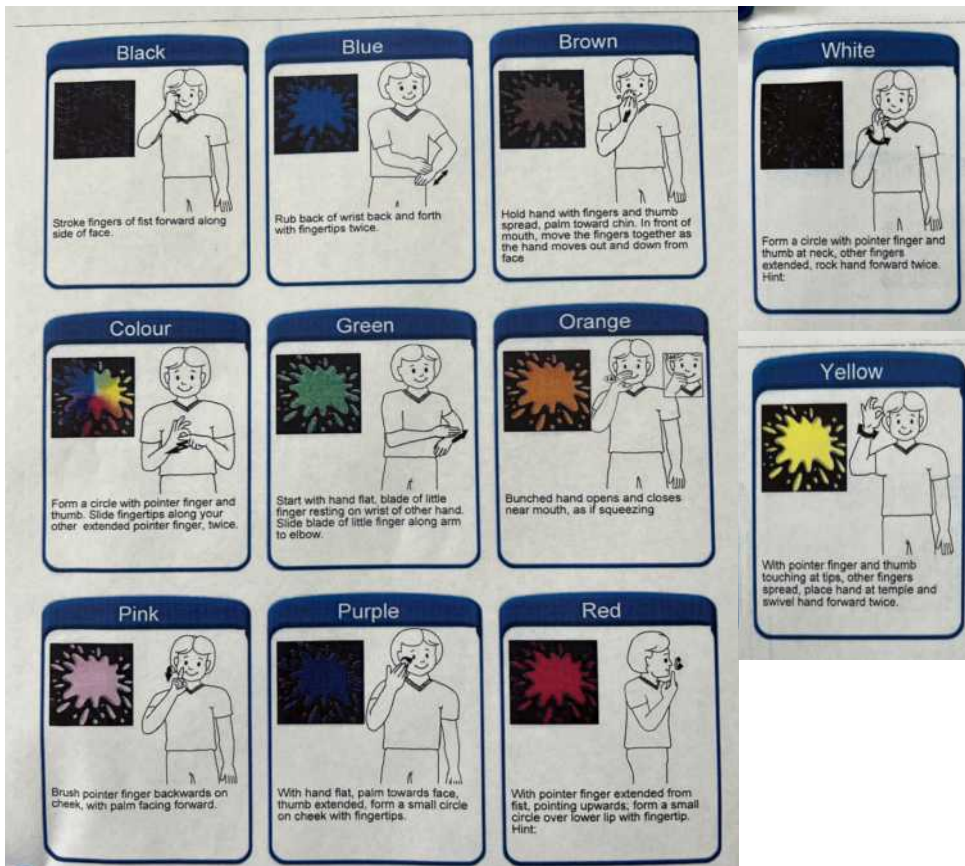 Black
Stroke fingers of fist forward along
side of face.
Blue
Rub back of wrist back and forth
with fingertips twice.
Brown
Hold hand with fingers and thumb
spread, palm toward chin. In front of
mouth, move the fingers together as
the hand moves out and down from
face
White
Form a circle with pointer finger and
thumb at neck, other fingers
extended, rock hand forward twice.
Hint:
Colour
Form a circle with pointer finger and
thumb. Slide fingertips along your
other extended pointer finger, twice.
Green
Start with hand flat, blade of little
finger resting on wrist of other hand.
Slide blade of little finger along arm
to elbow.
Orange
Bunched hand opens and closes
near mouth, as if squeezing
Yellow
With pointer finger and thumb
touching at tips, other fingers
spread, place hand at temple and
swivel hand forward twice.
Pink
Brush pointer finger backwards on
cheek, with palm facing forward.
Purple
With hand flat, palm towards face,
thumb extended, form a small circle
on cheek with fingertips.
Red
With pointer finger extended from
fist, pointing upwards, form a small
circle over lower lip with fingertip.
Hint: